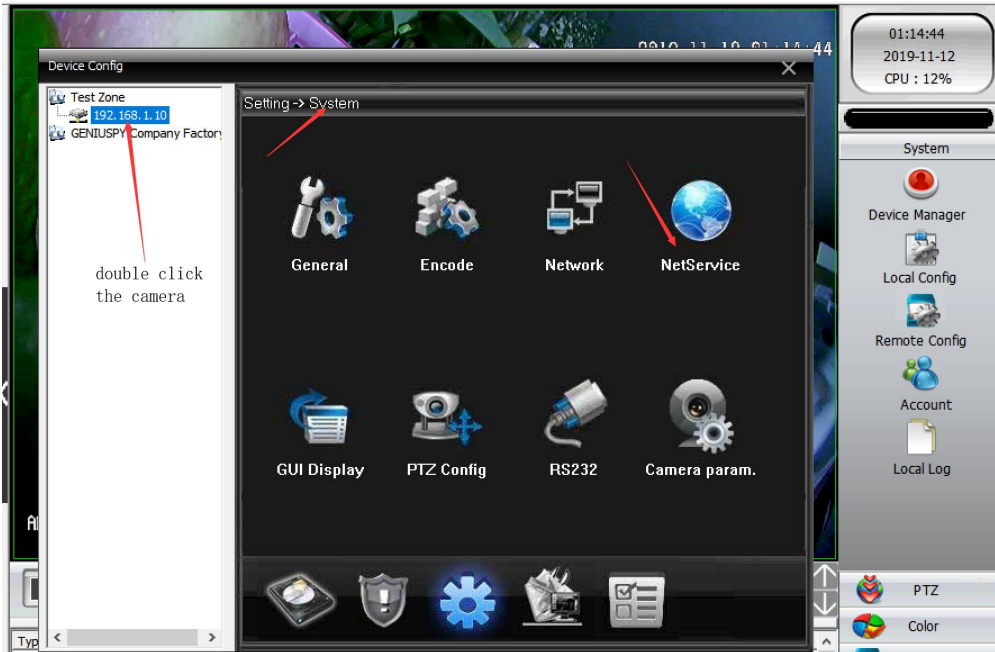 01:14:44
2019-11-12
CPU : 12%
44
Device Config
Test Zone
192.168.1.10
GENIUSPY Company Factory
Setting -> System
double click
the camera
General
Encode
Network
NetService
GUI Display
PTZ Config
RS232
Camera param.
System
Device Manager
Local Config
Remote Config
Account
Local Log
PTZ
Color
Typ